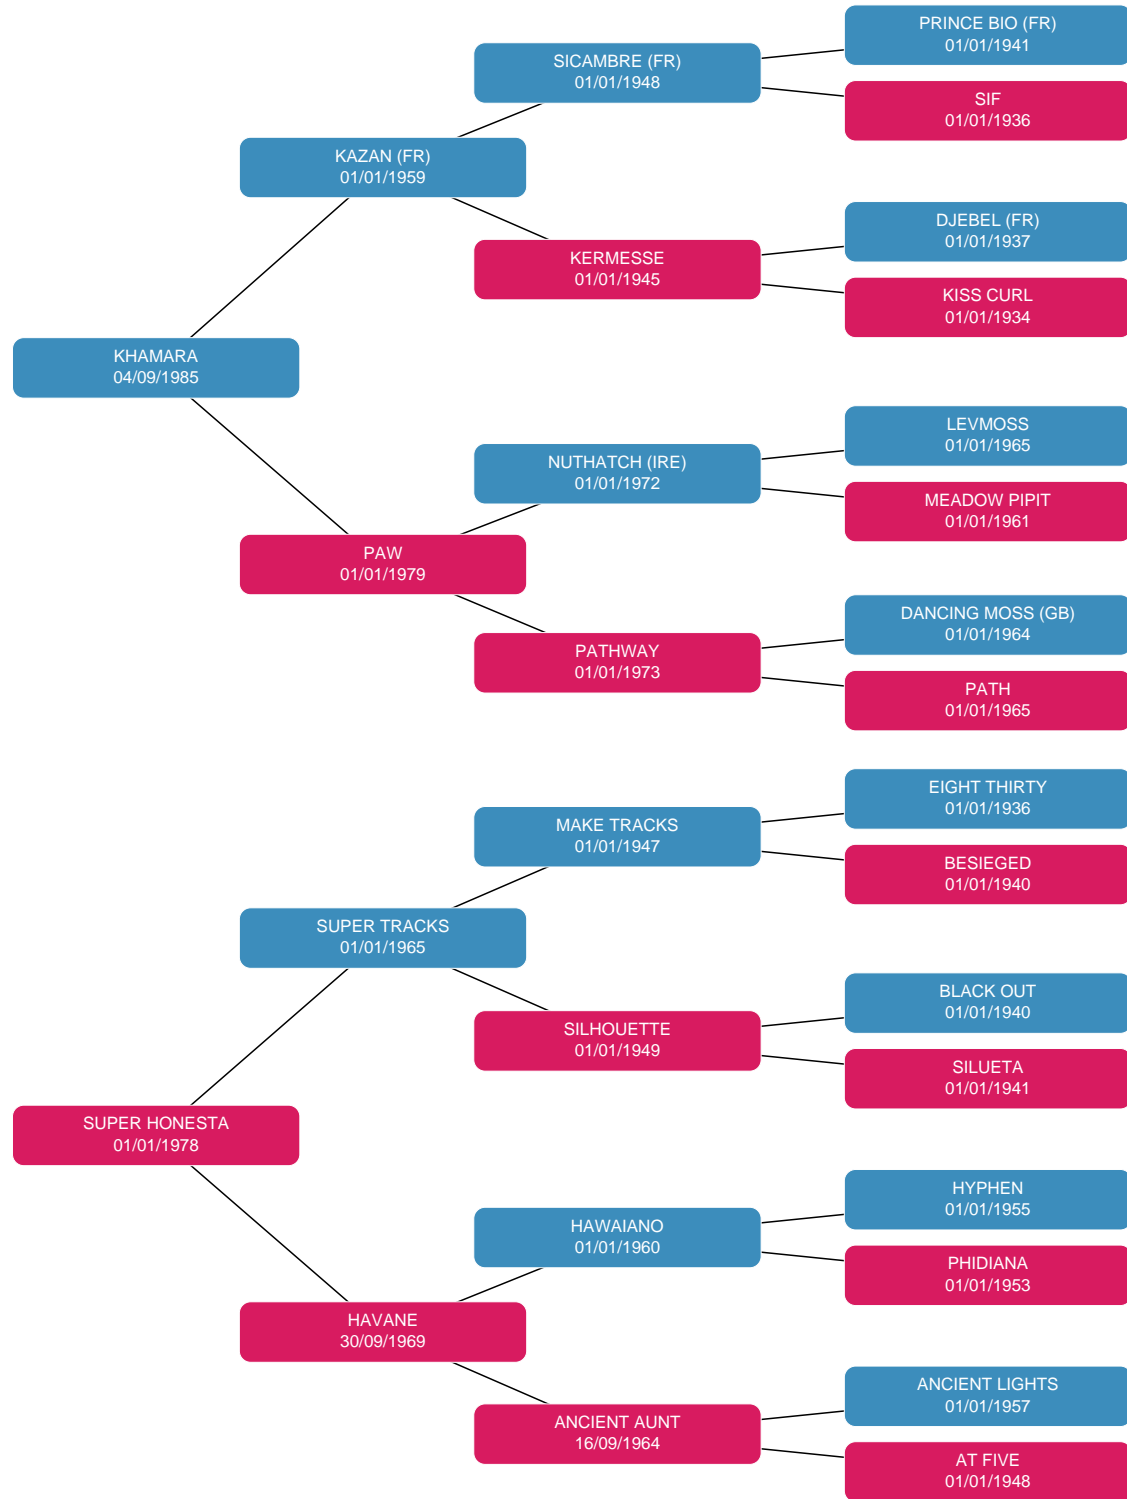 PRINCE BIO (FR)
01/01/1941
SICAMBRE (FR)
01/01/1948
SIF
01/01/1936
KAZAN (FR)
01/01/1959
DJEBEL (FR)
01/01/1937
KERMESSE
01/01/1945
KISS CURL
01/01/1934
KHAMARA
04/09/1985
LEVMOSS
01/01/1965
NUTHATCH (IRE)
01/01/1972
MEADOW PIPIT
01/01/1961
PAW
01/01/1979
DANCING MOSS (GB)
01/01/1964
PATHWAY
01/01/1973
PATH
01/01/1965
EIGHT THIRTY
01/01/1936
MAKE TRACKS
01/01/1947
BESIEGED
01/01/1940
SUPER TRACKS
01/01/1965
BLACK OUT
01/01/1940
SILHOUETTE
01/01/1949
SILUETA
01/01/1941
SUPER HONESTA
01/01/1978
HYPHEN
01/01/1955
HAWAIANO
01/01/1960
PHIDIANA
01/01/1953
HAVANE
30/09/1969
ANCIENT LIGHTS
01/01/1957
ANCIENT AUNT
16/09/1964
AT FIVE
01/01/1948